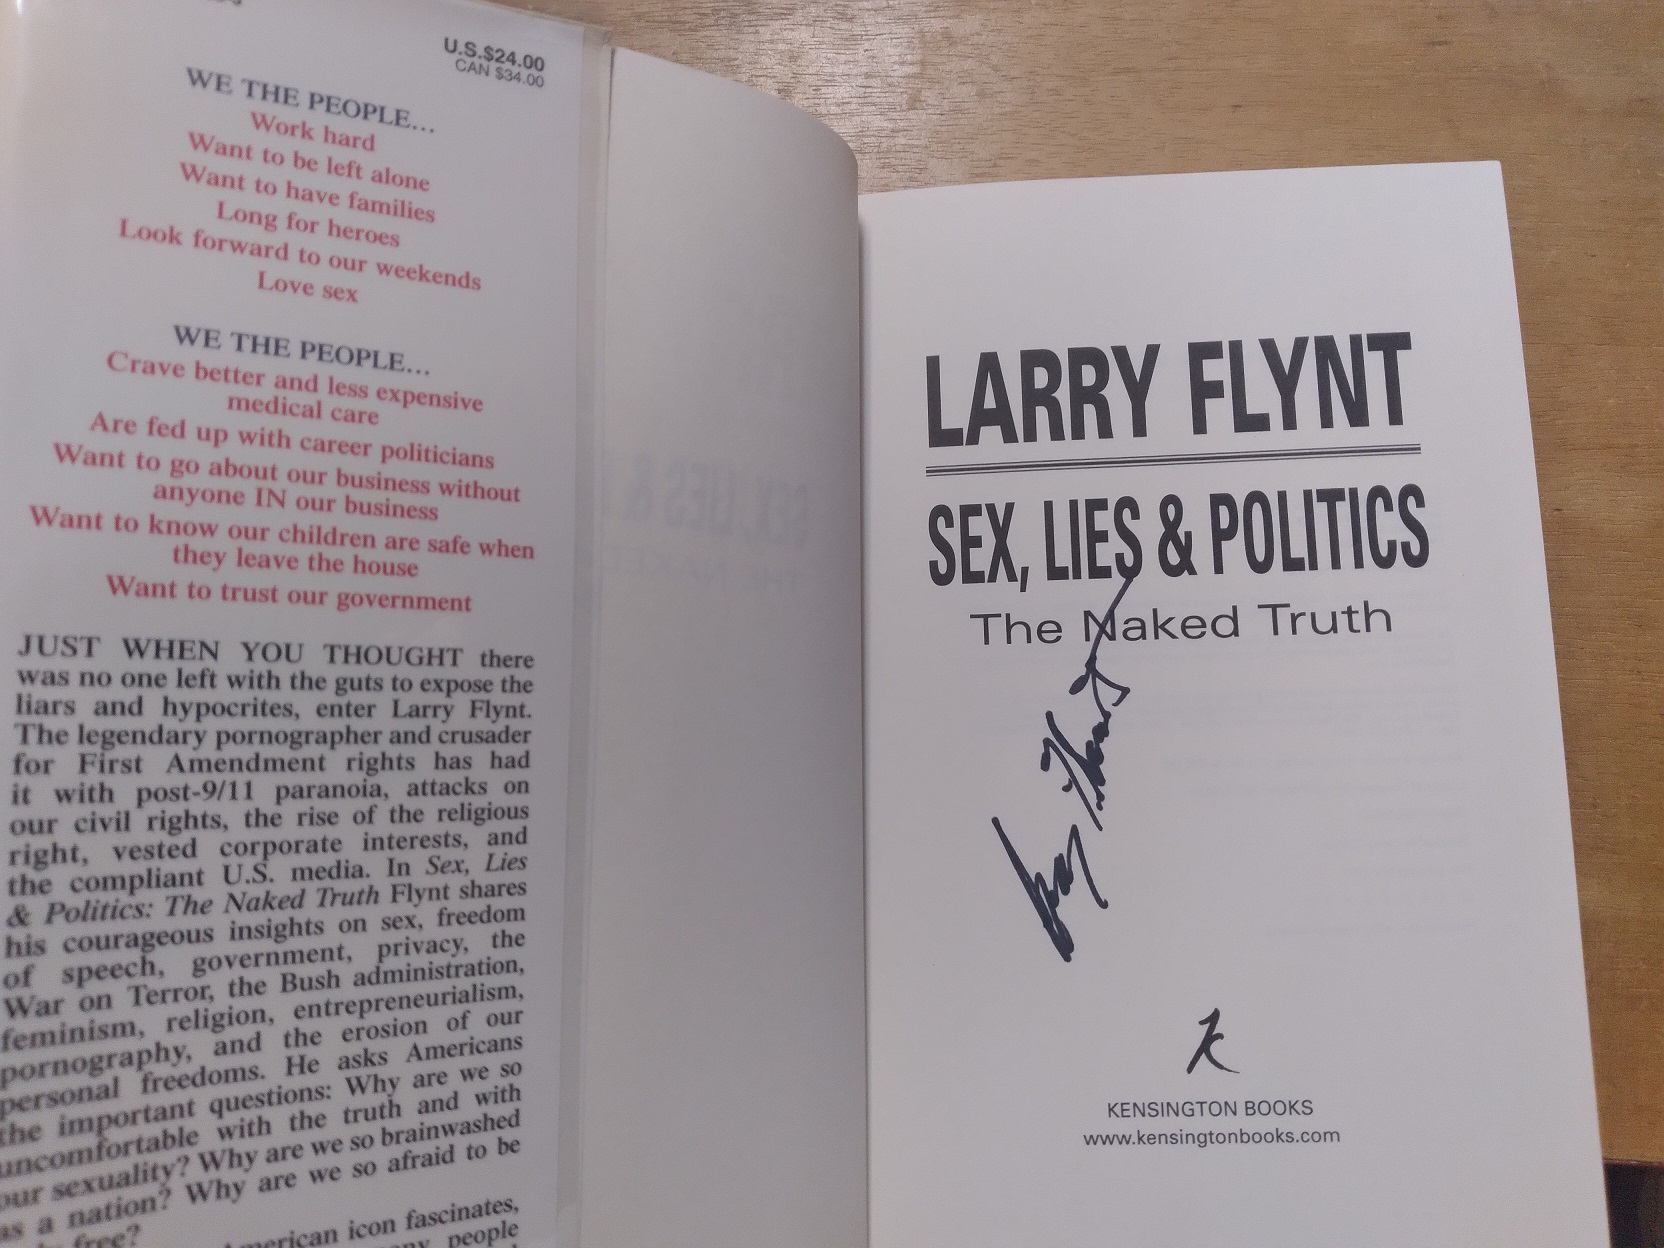 U.S.$24.00
CAN $34.00
WE THE PEOPLE...
Work hard
Want to be left alone
Want to have families
Long for heroes
Look forward to our weekends
Love sex
WE THE PEOPLE...
Crave better and less expensive
medical care
Are fed up with career politicians
Want to go about our business without
anyone IN our business
Want to know our children are safe when
they leave the house
Want to trust our government
JUST WHEN YOU THOUGHT there
was no one left with the guts to expose the
liars and hypocrites, enter Larry Flynt.
The legendary pornographer and crusader
for First Amendment rights has had
it with post-9/11 paranoia, attacks on
our civil rights, the rise of the religious
right, vested corporate interests, and
the compliant U.S. media. In Sex, Lies
& Politics: The Naked Truth Flynt shares
his courageous insights on sex, freedom
of speech, government, privacy, the
War on Terror, the Bush administration,
feminism, religion, entrepreneurialism,
pornography, and the erosion of our
personal freedoms. He asks Americans
the important questions: Why are we so
uncomfortable with the truth and with
our sexuality? Why are we so brainwashed
as a nation? Why are we so afraid to be
free?
American icon fascinates,
people
LARRY FLYNT
SEX, LIES & POLITICS
The Naked Truth
K
KENSINGTON BOOKS
www.kensingtonbooks.com